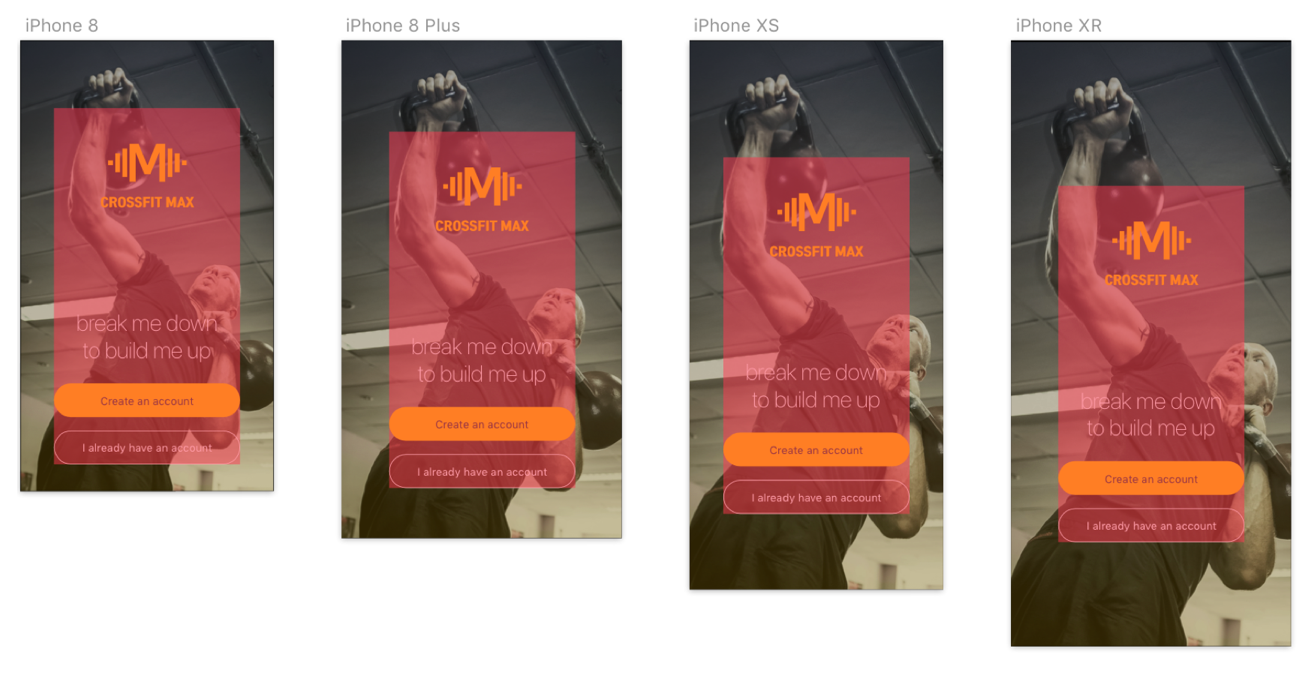 iPhone 8
iPhone 8 Plus
iPhone XS
iPhone XR
M
CROSSFIT MAX
break me down
to build me up
Create an account
I already have an account
M
CROSSFIT MAX
break me down
to build me up
Create an account
I already have an account
M
CROSSFIT MAX
break me down
to build me up
Create an account
I already have an account
M
CROSSFIT MAX
break me down
to build me up
Create an account
I already have an account